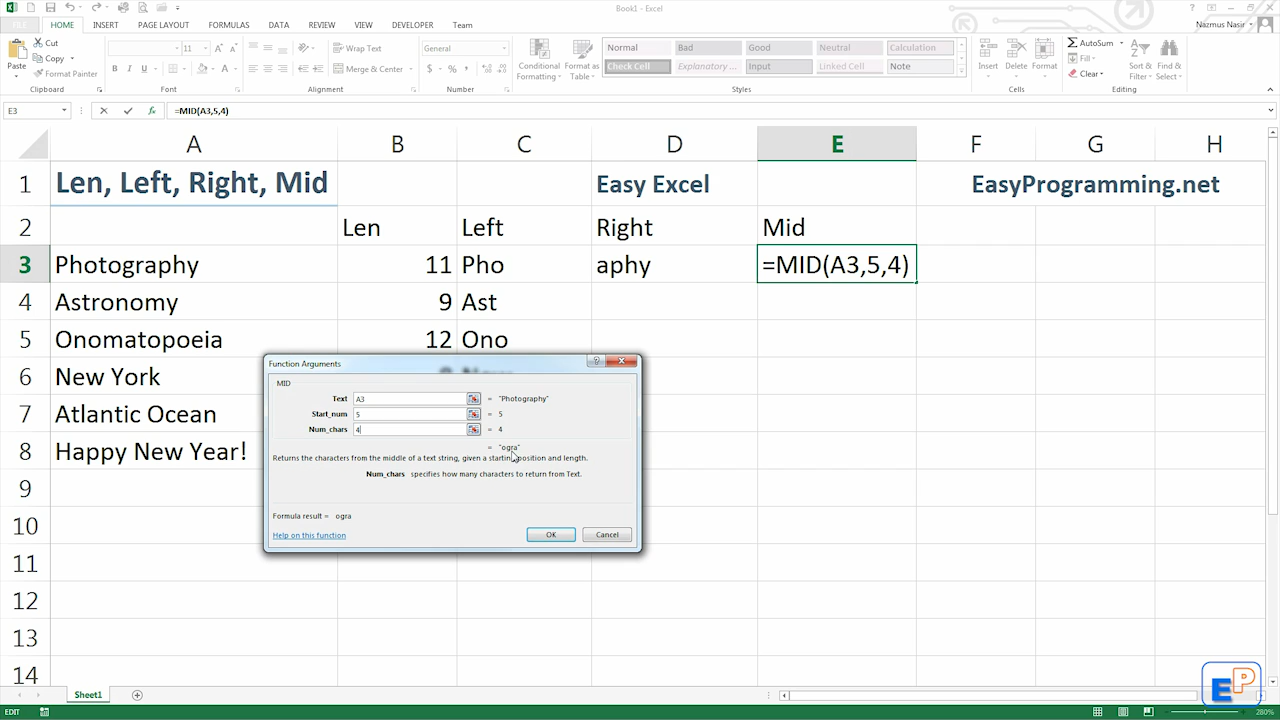 Book1 - Excel
FILE HOME INSERT PAGE LAYOUT FORMULAS DATA REVIEW VIEW DEVELOPER Team Nazmus Nasir
Paste Cut Copy Format Painter
11 A A Wrap Text General AutoSum
B I U Merge & Center $ % Fill Clear
Conditional Formatting Format as Table
Normal Bad Good Neutral Calculation
Check Cell Explanatory ... Input Linked Cell Note
Insert Delete Format Sort & Filter Find & Select
Clipboard Font Alignment Number Styles Cells Editing
E3 fx =MID(A3,5,4)
A B C D E F G H
1 Len, Left, Right, Mid Easy Excel EasyProgramming.net
2 Len Left Right Mid
3 Photography 11 Pho aphy =MID(A3,5,4)
4 Astronomy 9 Ast
5 Onomatopoeia 12 Ono
6 New York
7 Atlantic Ocean
8 Happy New Year!
9
10
11
12
13
14
Function Arguments
MID
Text A3 = "Photography"
Start_num 5 = 5
Num_chars 4 = 4
= "ogra"
Returns the characters from the middle of a text string, given a starting position and length.
Num_chars specifies how many characters to return from Text.
Formula result = ogra
Help on this function OK Cancel
Sheet1
EP
EDIT 280%